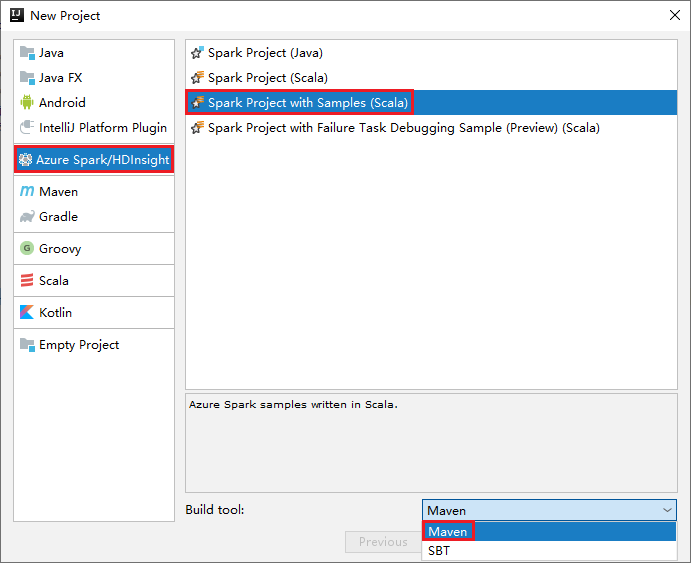 New Project
Java
Java FX
Android
IntelliJ Platform Plugin
Azure Spark/HDInsight
Maven
Gradle
Groovy
Scala
Kotlin
Empty Project
Spark Project (Java)
Spark Project (Scala)
Spark Project with Samples (Scala)
Spark Project with Failure Task Debugging Sample (Preview) (Scala)
Azure Spark samples written in Scala.
Build tool:
Maven
Maven
SBT
Previous